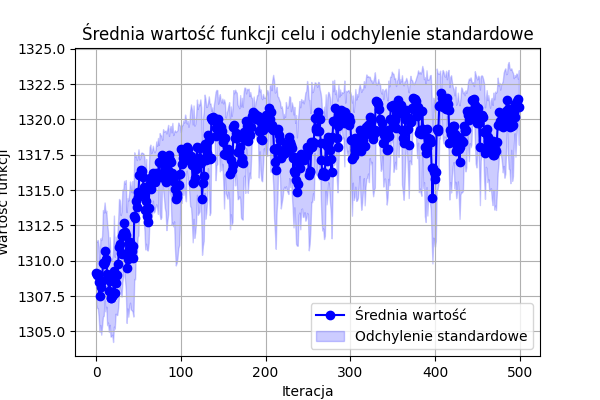 Średnia wartość funkcji celu i odchylenie standardowe
1325.0
1322.5
1320.0
1317.5
1315.0
1312.5
1310.0
1307.5
1305.0
Wartość funkcji
0 100 200 300 400 500
Iteracja
Średnia wartość
Odchylenie standardowe